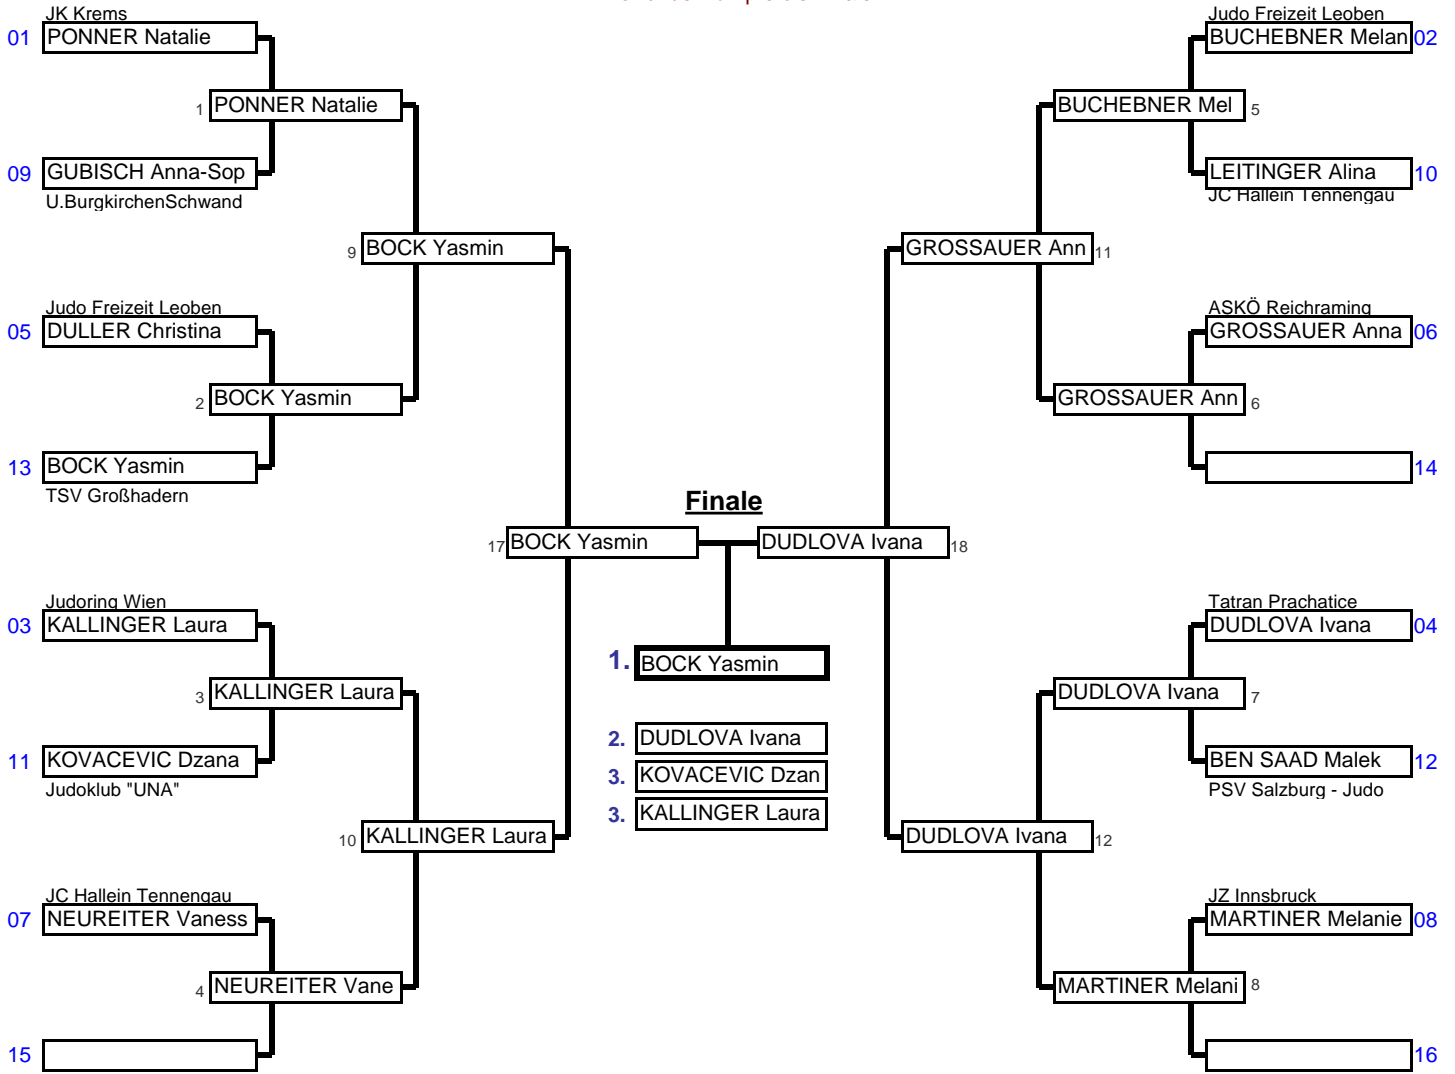 JK Krems
01 PONNER Natalie
1 PONNER Natalie
09 GUBISCH Anna-Sop
U.BurgkirchenSchwand
9 BOCK Yasmin
Judo Freizeit Leoben
05 DULLER Christina
2 BOCK Yasmin
13 BOCK Yasmin
TSV Großhadern
17 BOCK Yasmin
Judoring Wien
03 KALLINGER Laura
3 KALLINGER Laura
11 KOVACEVIC Dzana
Judoklub "UNA"
10 KALLINGER Laura
JC Hallein Tennengau
07 NEUREITER Vaness
4 NEUREITER Vane
15
Finale
1. BOCK Yasmin
2. DUDLOVA Ivana
3. KOVACEVIC Dzan
3. KALLINGER Laura
Judo Freizeit Leoben
BUCHEBNER Melan 02
BUCHEBNER Mel 5
LEITINGER Alina 10
JC Hallein Tennengau
GROSSAUER Ann 11
ASKÖ Reichraming
GROSSAUER Anna 06
GROSSAUER Ann 6
14
DUDLOVA Ivana 18
Tatran Prachatice
DUDLOVA Ivana 04
DUDLOVA Ivana 7
BEN SAAD Malek 12
PSV Salzburg - Judo
DUDLOVA Ivana 12
JZ Innsbruck
MARTINER Melanie 08
MARTINER Melani 8
16